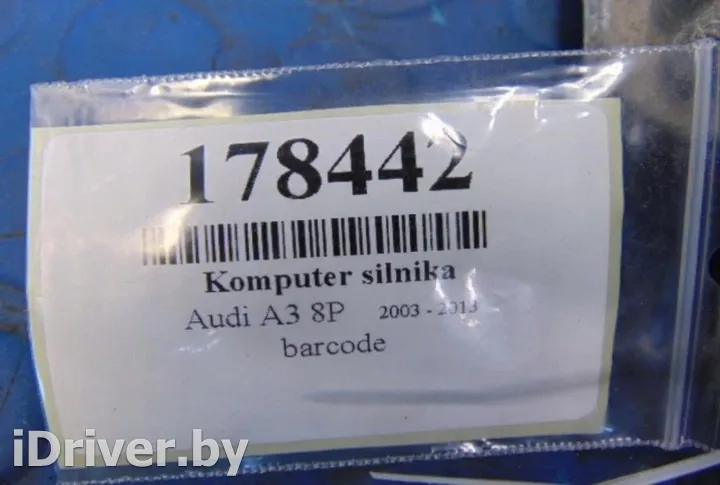 178442
Komputer silnika
Audi A3 8P 2003 - 2013
barcode
iDriver.by